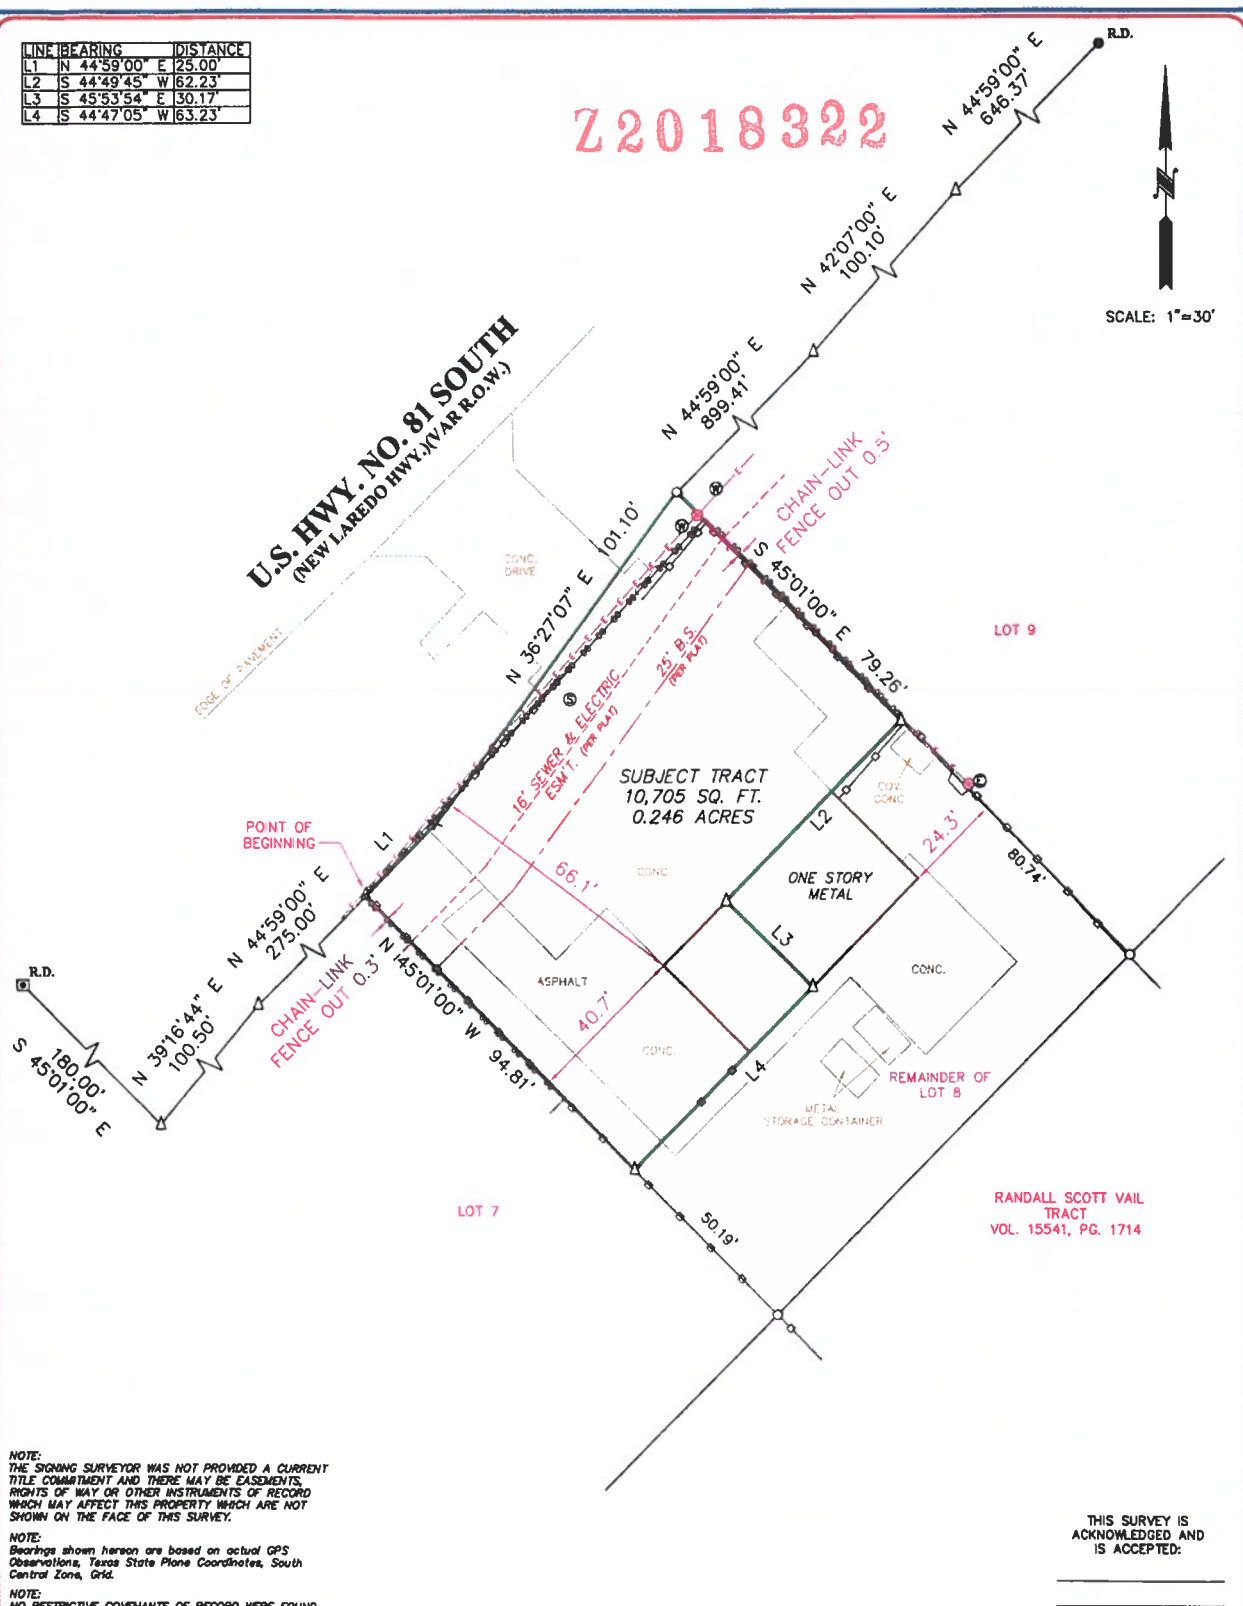 LINE BEARING DISTANCE
L1 N 44°59'00" E 25.00'
L2 S 44°49'45" W 62.23'
L3 S 45°53'54" E 30.17'
L4 S 44°47'05" W 63.23'
Z2018322
R.D.
N 44°59'00" E
646.37'
N 42°07'00" E
100.10'
SCALE: 1"=30'
N 44°59'00" E
899.41'
U.S. HWY. NO. 81 SOUTH
(NEW LAREDO HWY.)(VAR R.O.W.)
CHAIN-LINK
FENCE OUT 0.5'
101.10'
N 36°27'07" E
CONC.
DRIVE
EDGE OF PAVEMENT
S 45°01'00" E
79.26'
LOT 9
25' B.S.
(PER PLAT)
16' SEWER & ELECTRIC
ESM'T. (PER PLAT)
SUBJECT TRACT
10,705 SQ. FT.
0.246 ACRES
COV.
CONC
L2
24.3'
80.74'
POINT OF
BEGINNING
L1
66.1'
CONC.
ONE STORY
METAL
L3
N 44°59'00" E
275.00'
R.D.
N 39°16'44" E
100.50'
180.00'
S 45°01'00" E
CHAIN-LINK
FENCE OUT 0.3'
N 45°01'00" W
94.81'
ASPHALT
CONC.
40.7'
CONC.
L4
REMAINDER OF
LOT 8
METAL
STORAGE CONTAINER
LOT 7
50.19'
RANDALL SCOTT VAIL
TRACT
VOL. 15541, PG. 1714
NOTE:
THE SIGNING SURVEYOR WAS NOT PROVIDED A CURRENT
TITLE COMMITMENT AND THERE MAY BE EASEMENTS,
RIGHTS OF WAY OR OTHER INSTRUMENTS OF RECORD
WHICH MAY AFFECT THIS PROPERTY WHICH ARE NOT
SHOWN ON THE FACE OF THIS SURVEY.
NOTE:
Bearings shown hereon are based on actual GPS
Observations, Texas State Plane Coordinates, South
Central Zone, Grid.
NOTE:
NO RESTRICTIVE COVENANTS OF RECORD WERE FOUND
THIS SURVEY IS
ACKNOWLEDGED AND
IS ACCEPTED: